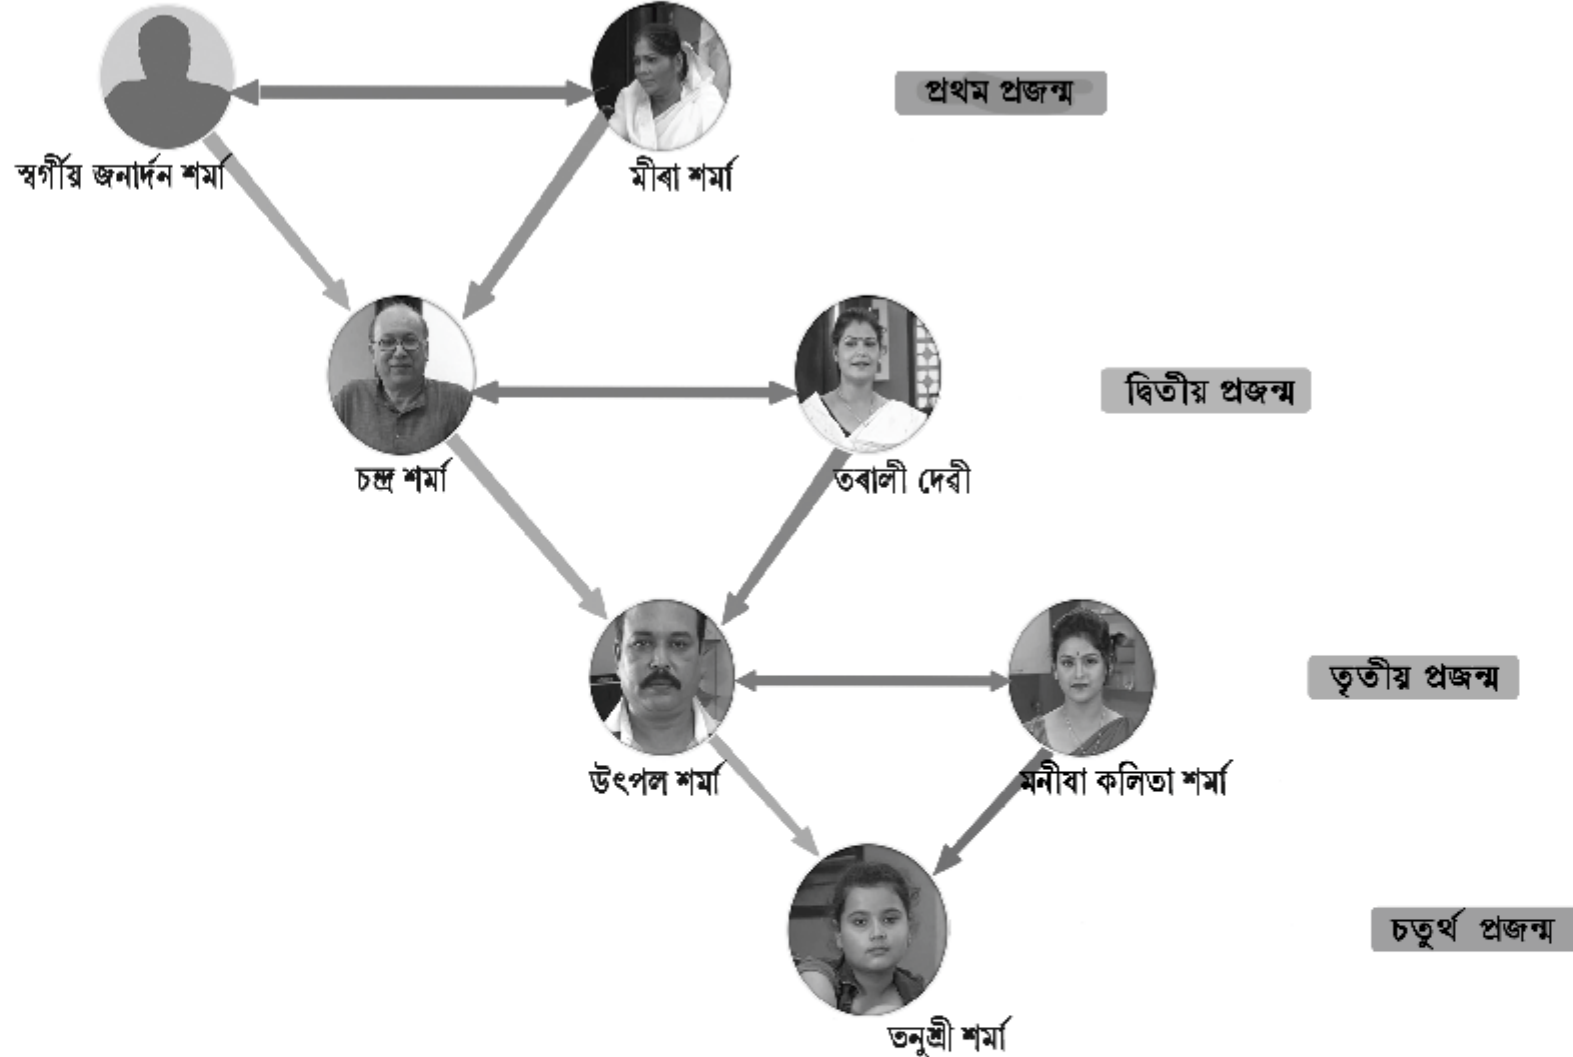 প্ৰথম প্ৰজন্ম
স্বৰ্গীয় জনাৰ্দন শৰ্মা
মীৰা শৰ্মা
দ্বিতীয় প্ৰজন্ম
চন্দ্ৰ শৰ্মা
তৰালী দেৱী
তৃতীয় প্ৰজন্ম
উৎপল শৰ্মা
মনীষা কলিতা শৰ্মা
চতুৰ্থ প্ৰজন্ম
তনুশ্ৰী শৰ্মা